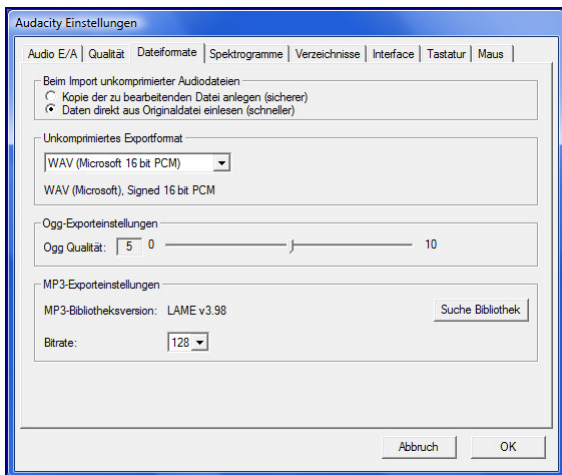 Audacity Einstellungen
Audio E/A Qualität Dateiformate Spektrogramme Verzeichnisse Interface Tastatur Maus
Beim Import unkomprimierter Audiodateien
Kopie der zu bearbeitenden Datei anlegen (sicherer)
Daten direkt aus Originaldatei einlesen (schneller)
Unkomprimiertes Exportformat
WAV (Microsoft 16 bit PCM)
WAV (Microsoft), Signed 16 bit PCM
Ogg-Exporteinstellungen
Ogg Qualität: 5 0 10
MP3-Exporteinstellungen
MP3-Bibliotheksversion: LAME v3.98 Suche Bibliothek
Bitrate: 128
Abbruch OK